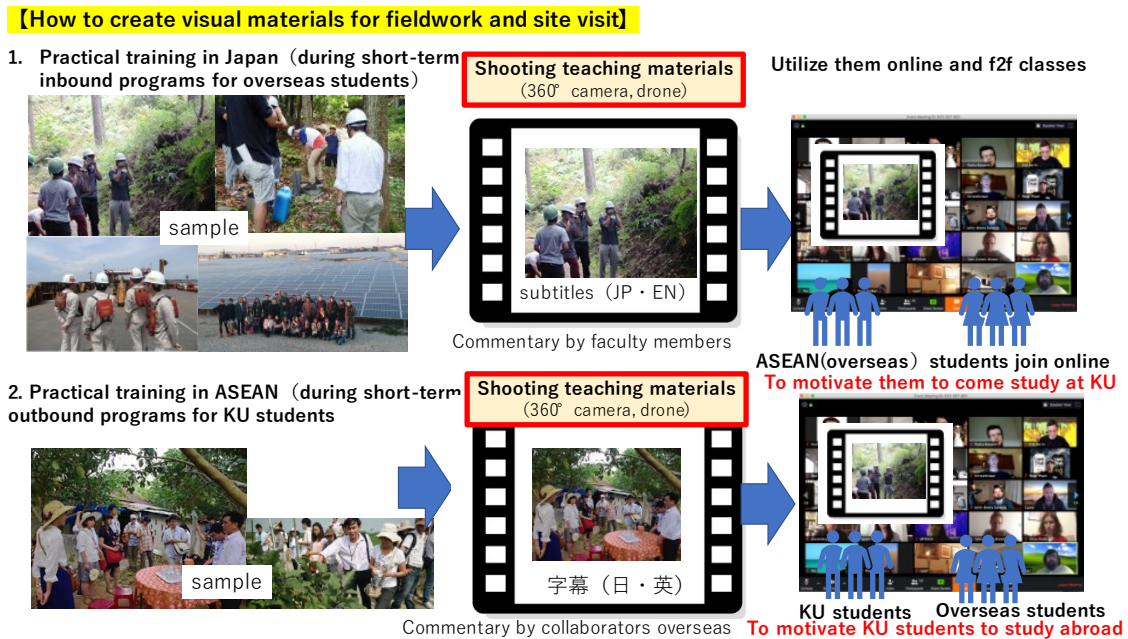 【How to create visual materials for fieldwork and site visit】
1. Practical training in Japan（during short-term
inbound programs for overseas students）
sample
Shooting teaching materials
（360°camera, drone）
subtitles（JP・EN）
Commentary by faculty members
Utilize them online and f2f classes
ASEAN(overseas）students join online
To motivate them to come study at KU
2. Practical training in ASEAN（during short-term
outbound programs for KU students
sample
Shooting teaching materials
（360°camera, drone）
字幕（日・英）
Commentary by collaborators overseas
KU students
Overseas students
To motivate KU students to study abroad